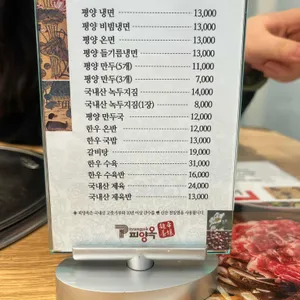 평양 냉면 13,000
평양 비빔냉면 13,000
평양 온면 13,000
평양 들기름냉면 13,000
평양 만두(5개) 11,000
평양 만두(3개) 7,000
국내산 녹두지짐 14,000
국내산 녹두지짐(1장) 8,000
평양 만둣국 12,000
한우 온반 12,000
한우 국밥 13,000
갈비탕 19,000
한우 수육 31,000
한우 수육반 16,000
국내산 제육 24,000
국내산 제육반 13,000
피양옥